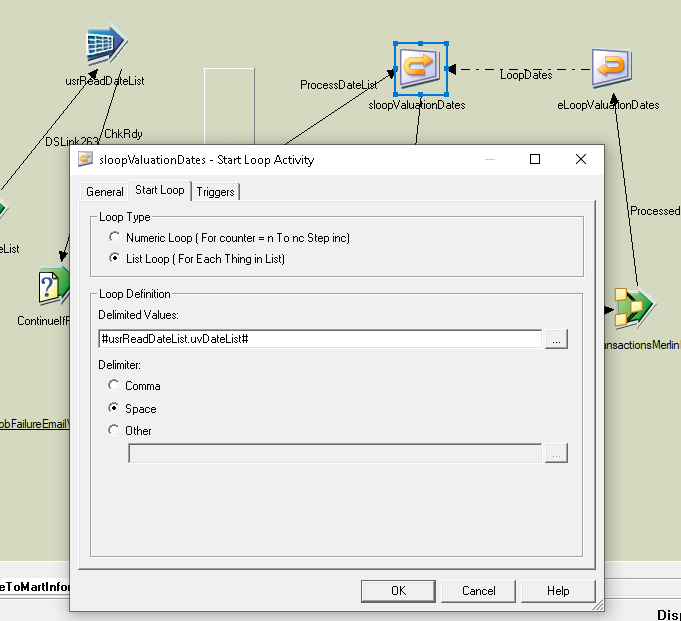 usrReadDateList
ProcessDateList
LoopDates
sloopValuationDates
eLoopValuationDates
DSLink263
ChkRdy
sloopValuationDates - Start Loop Activity
General
Start Loop
Triggers
Loop Type
Numeric Loop ( For counter = n To nc Step inc)
List Loop ( For Each Thing in List)
Loop Definition
Delimited Values:
#usrReadDateList.uvDateList#
...
Delimiter:
Comma
Space
Other
...
OK
Cancel
Help
Processed
eList
ContinueIfF
ansactionsMerlin
obFailureEmail
eToMartInfor
Disp